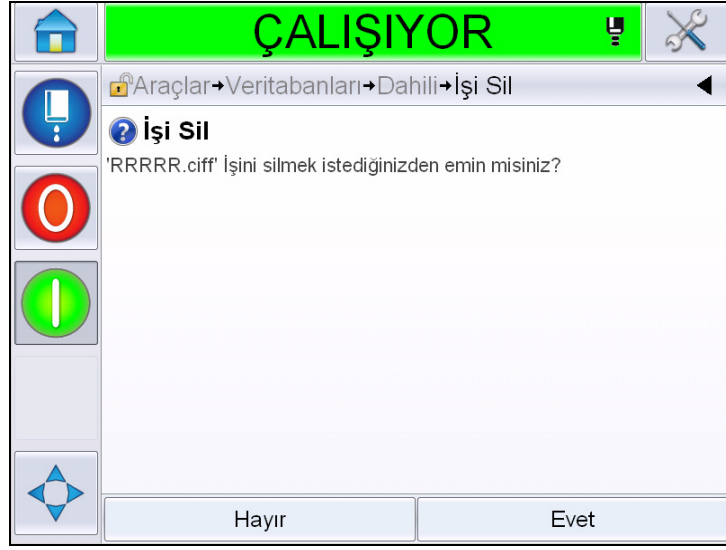 ÇALIŞIYOR
Araçlar→Veritabanları→Dahili→İşi Sil
İşi Sil
'RRRRR.ciff' İşini silmek istediğinizden emin misiniz?
Hayır
Evet